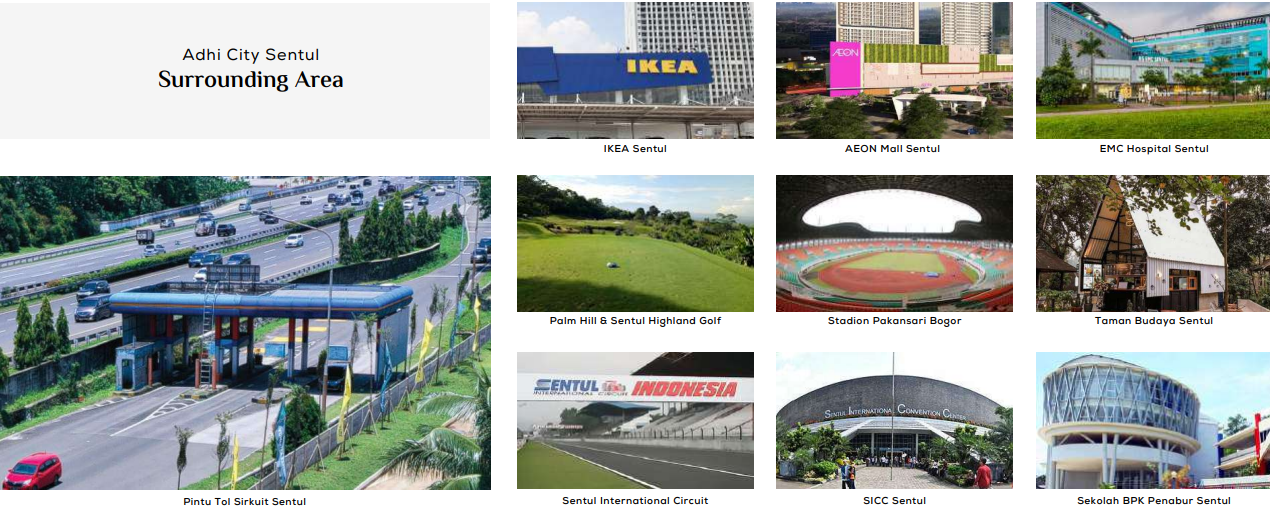 Adhi City Sentul
Surrounding Area
IKEA
IKEA Sentul
AEON
AEON Mall Sentul
EMC Hospital Sentul
Pintu Tol Sirkuit Sentul
Palm Hill & Sentul Highland Golf
Stadion Pakansari Bogor
Taman Budaya Sentul
SENTUL INDONESIA
INTERNATIONAL CIRCUIT
Sentul International Circuit
SENTUL INTERNATIONAL CONVENTION CENTER
SICC Sentul
Sekolah BPK Penabur Sentul